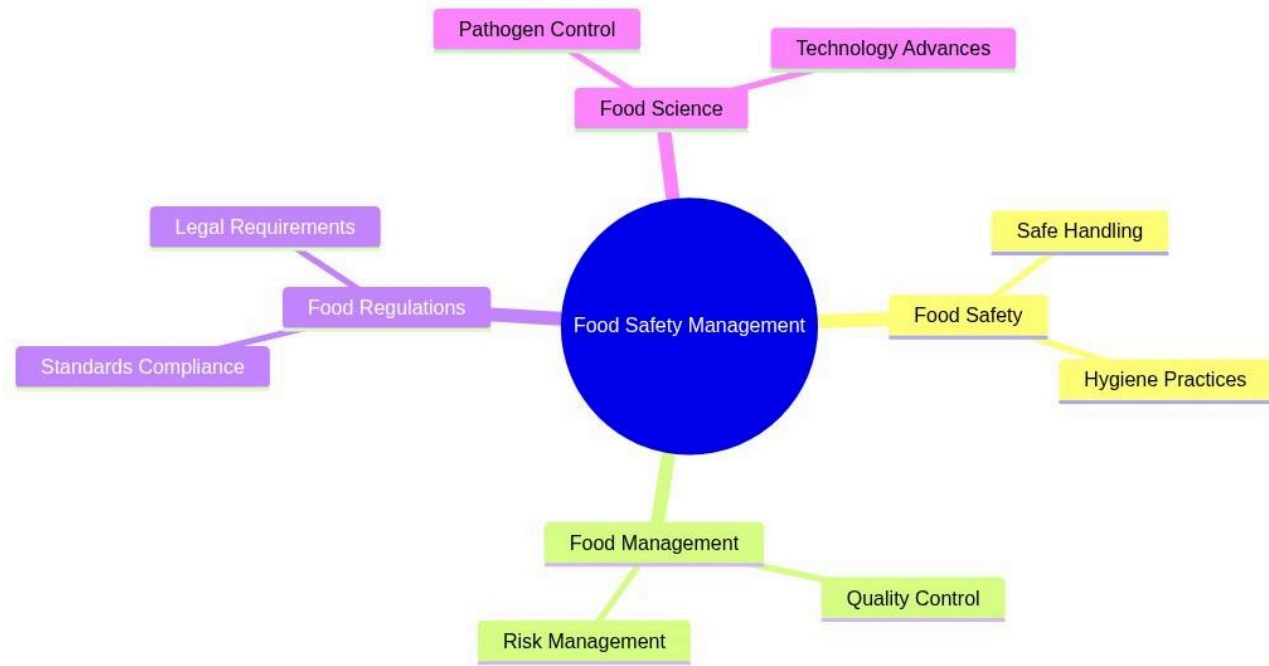 Pathogen Control
Technology Advances
Food Science
Legal Requirements
Safe Handling
Food Regulations
Food Safety Management
Food Safety
Standards Compliance
Hygiene Practices
Food Management
Quality Control
Risk Management